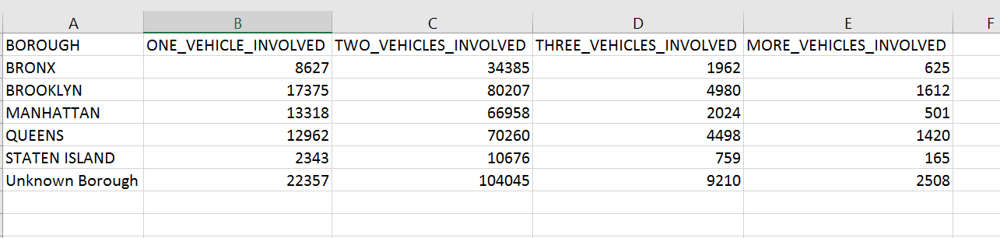 A B C D E F
BOROUGH ONE_VEHICLE_INVOLVED TWO_VEHICLES_INVOLVED THREE_VEHICLES_INVOLVED MORE_VEHICLES_INVOLVED
BRONX 8627 34385 1962 625
BROOKLYN 17375 80207 4980 1612
MANHATTAN 13318 66958 2024 501
QUEENS 12962 70260 4498 1420
STATEN ISLAND 2343 10676 759 165
Unknown Borough 22357 104045 9210 2508